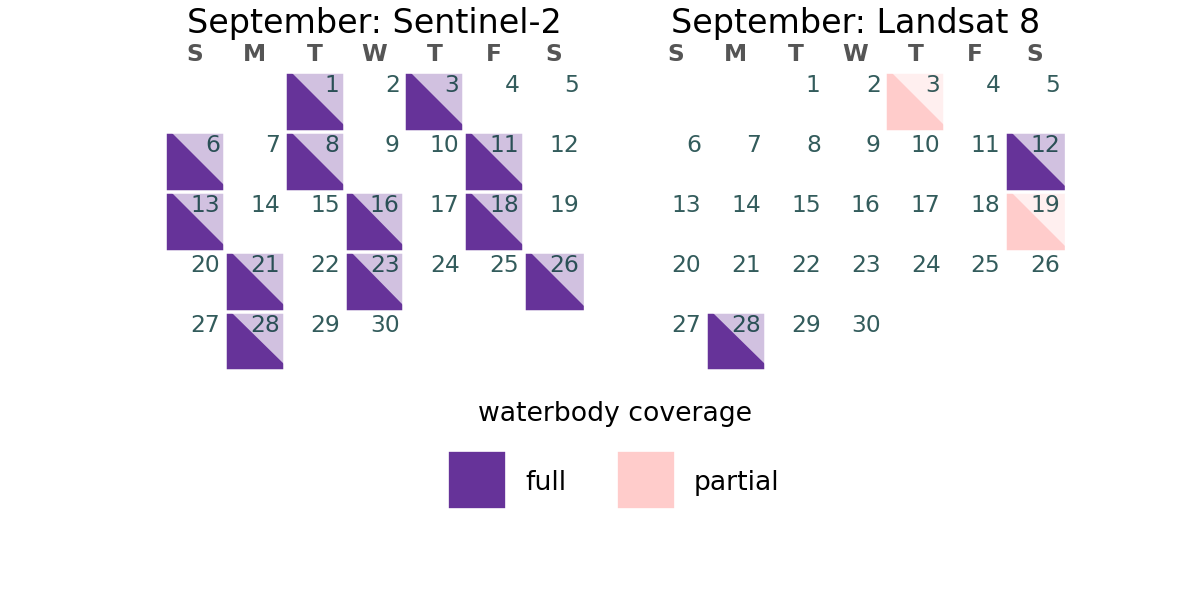 September: Sentinel-2
S M T W T F S
1 2 3 4 5
6 7 8 9 10 11 12
13 14 15 16 17 18 19
20 21 22 23 24 25 26
27 28 29 30
September: Landsat 8
S M T W T F S
1 2 3 4 5
6 7 8 9 10 11 12
13 14 15 16 17 18 19
20 21 22 23 24 25 26
27 28 29 30
waterbody coverage
full
partial